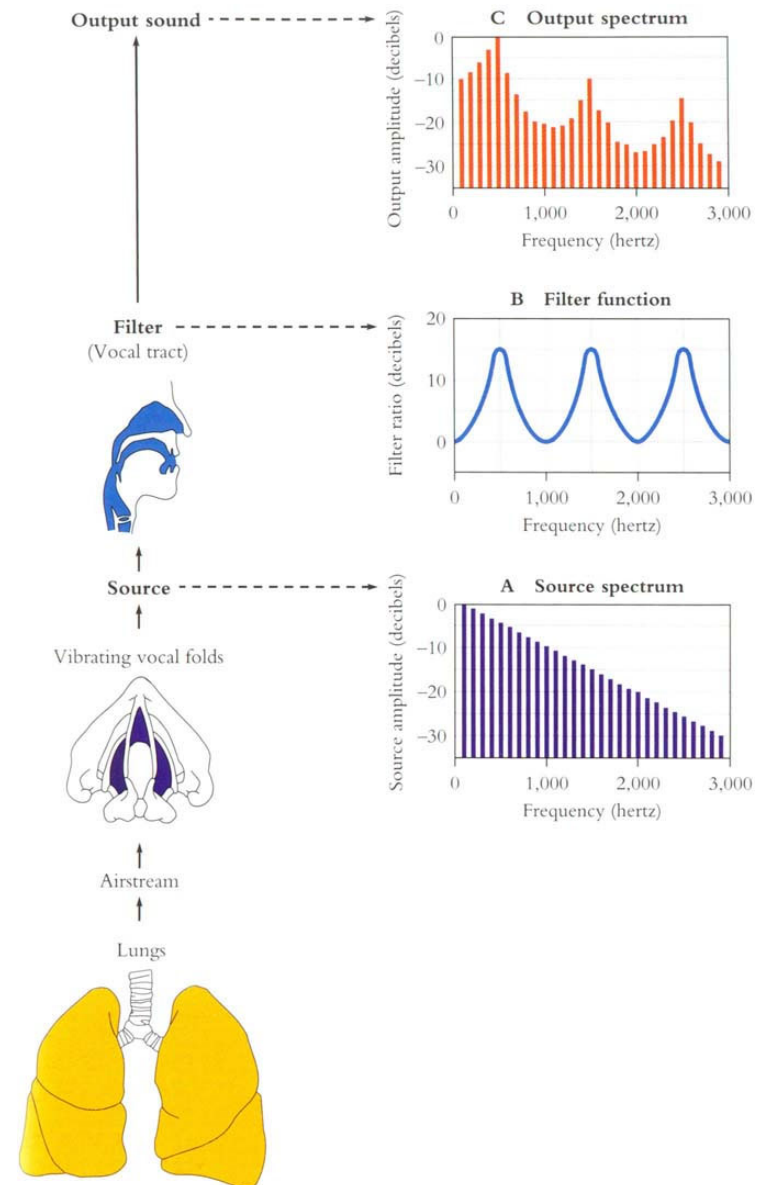 Output sound
C Output spectrum
Output amplitude (decibels)
0
−10
−20
−30
0 1,000 2,000 3,000
Frequency (hertz)
Filter
(Vocal tract)
B Filter function
Filter ratio (decibels)
20
10
0
0 1,000 2,000 3,000
Frequency (hertz)
Source
A Source spectrum
Source amplitude (decibels)
0
−10
−20
−30
0 1,000 2,000 3,000
Frequency (hertz)
Vibrating vocal folds
Airstream
Lungs